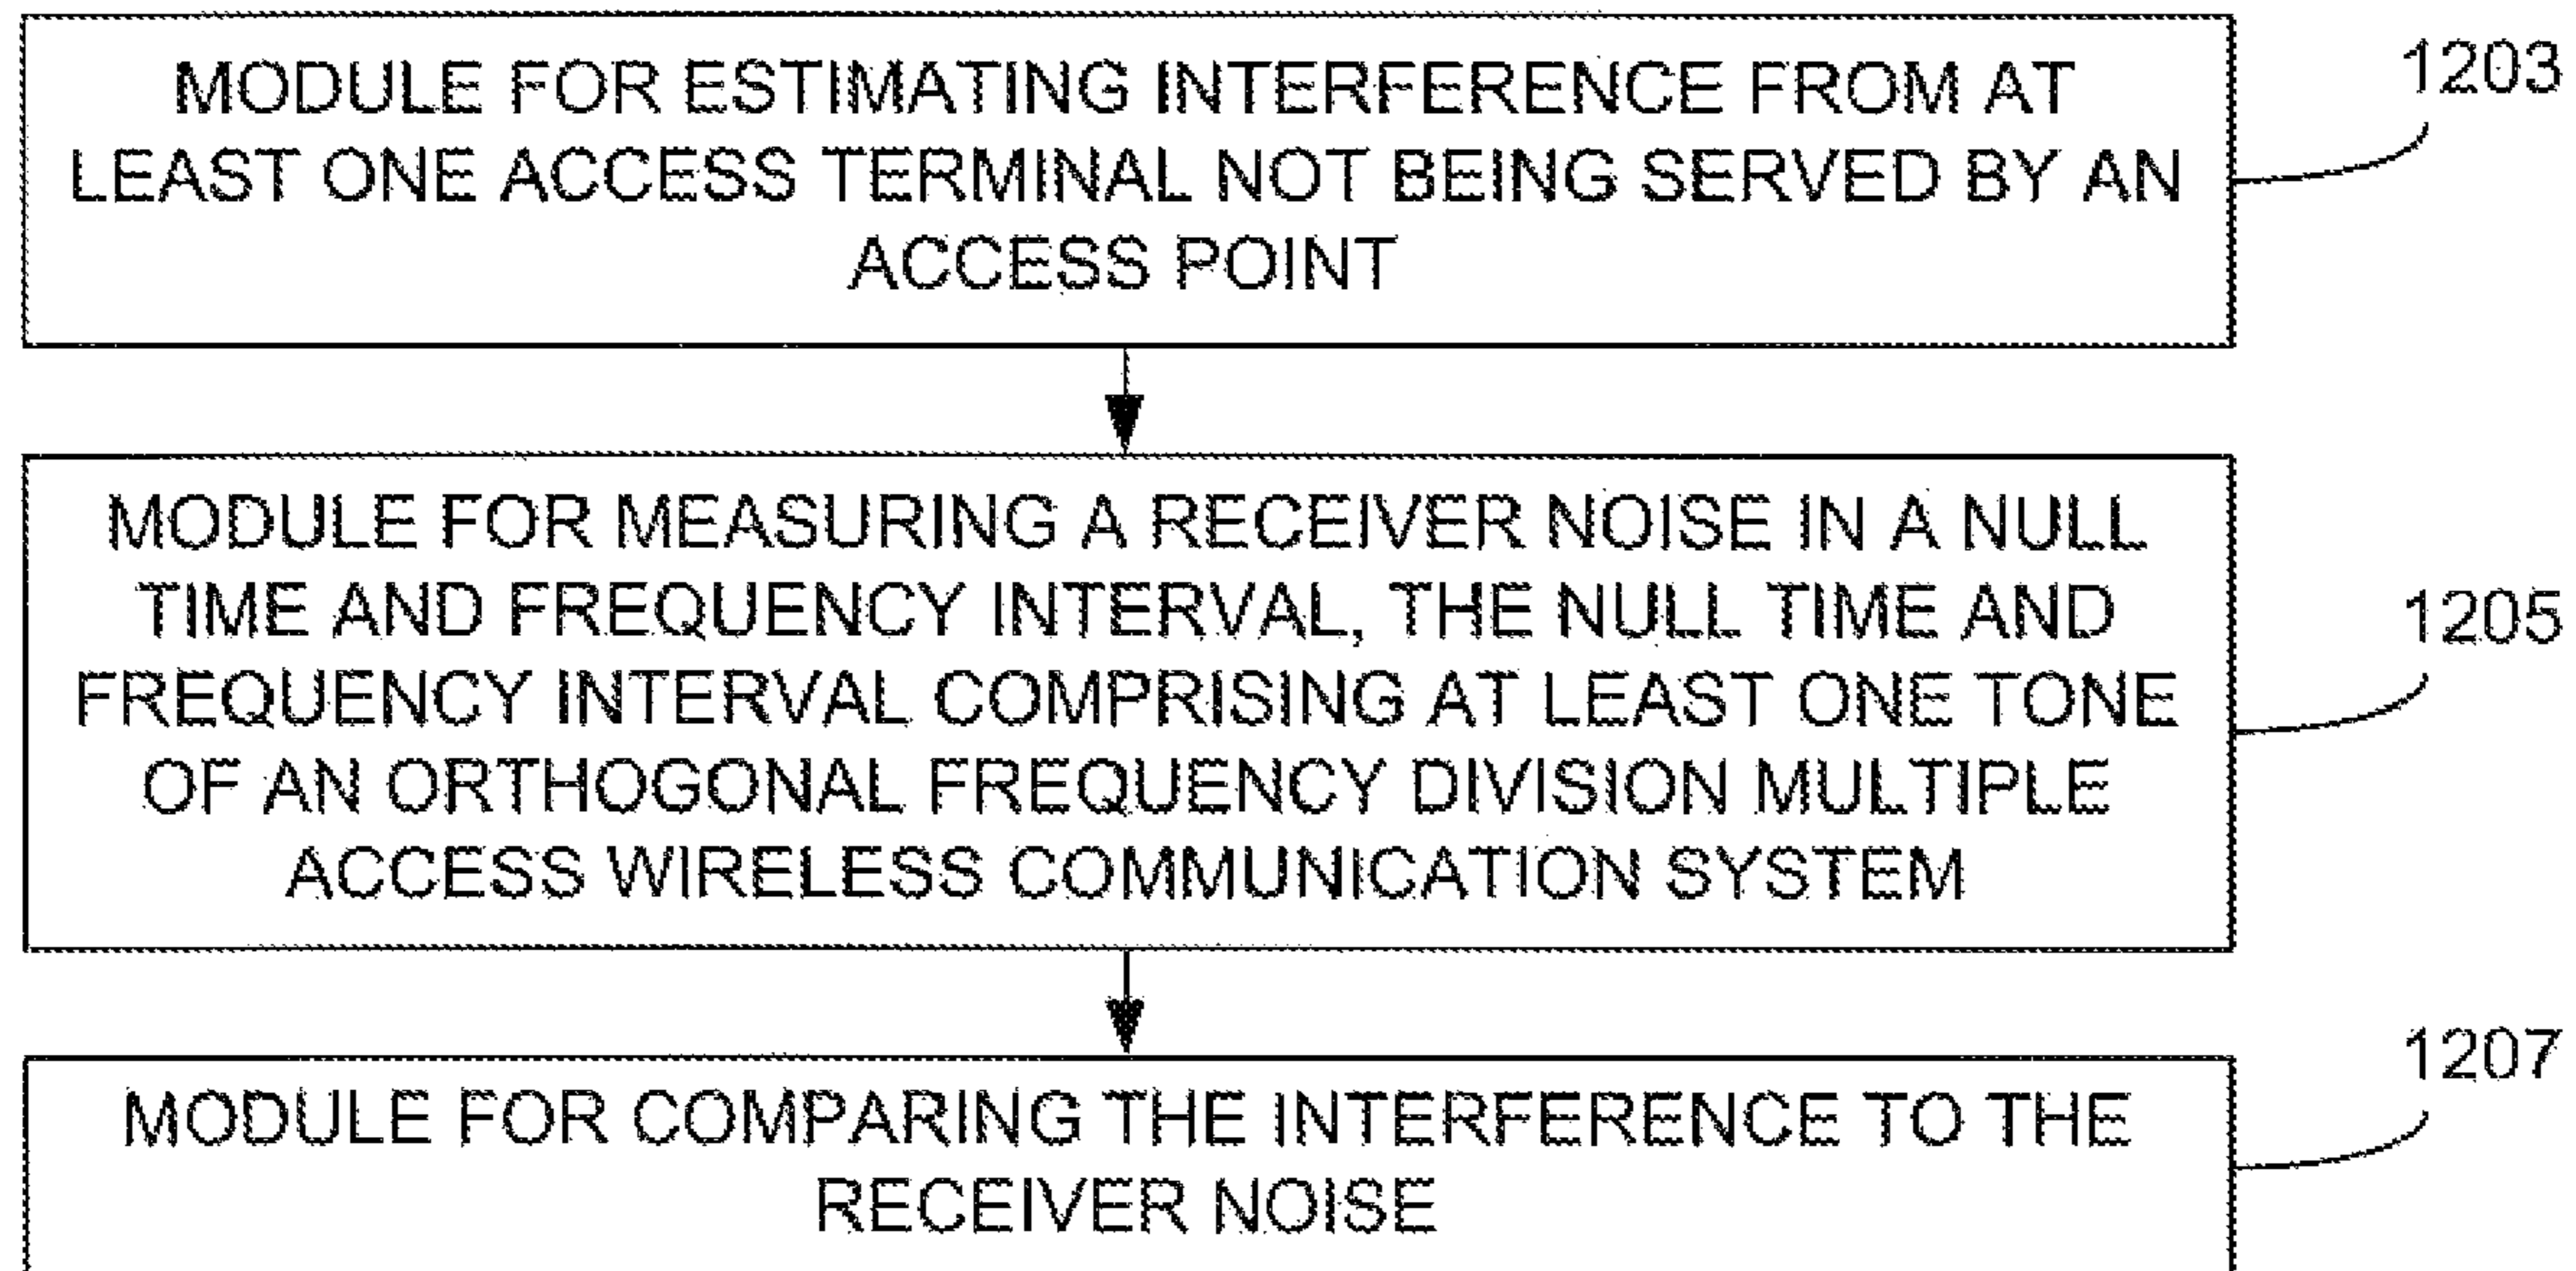 MODULE FOR ESTIMATING INTERFERENCE FROM AT
LEAST ONE ACCESS TERMINAL NOT BEING SERVED BY AN
ACCESS POINT
1203
MODULE FOR MEASURING A RECEIVER NOISE IN A NULL
TIME AND FREQUENCY INTERVAL, THE NULL TIME AND
FREQUENCY INTERVAL COMPRISING AT LEAST ONE TONE
OF AN ORTHOGONAL FREQUENCY DIVISION MULTIPLE
ACCESS WIRELESS COMMUNICATION SYSTEM
1205
MODULE FOR COMPARING THE INTERFERENCE TO THE
RECEIVER NOISE
1207